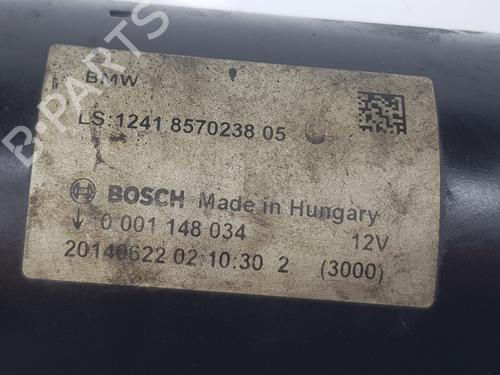 BMW
LS:1241 8570238 05
BOSCH Made in Hungary
↓ 0 001 148 034 12V
20140622 02:10:30 2 (3000)
B-PARTS